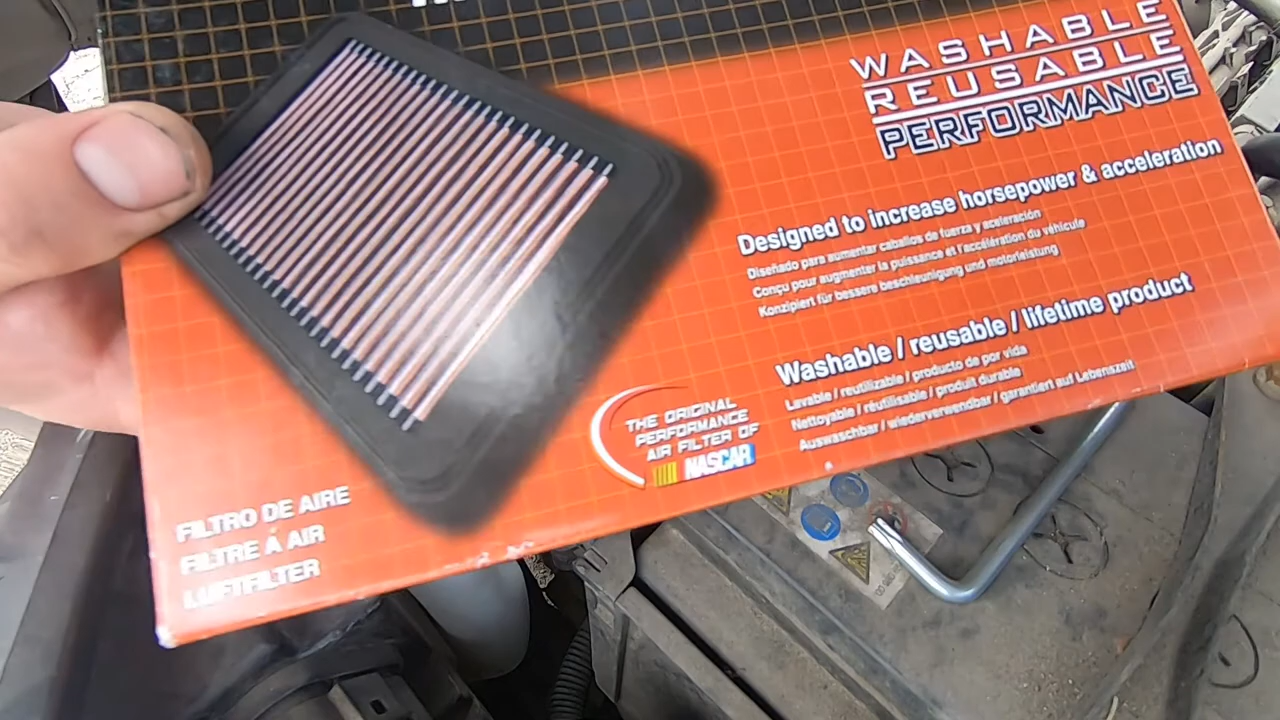 WASHABLE
REUSABLE
PERFORMANCE
Designed to increase horsepower & acceleration
Diseñado para aumentar caballos de fuerza y aceleración
Conçu pour augmenter la puissance et l'accélération du véhicule
Konzipiert für bessere beschleunigung und motorleistung
Washable / reusable / lifetime product
Lavable / reutilizable / producto de por vida
Nettoyable / réutilisable / produit durable
Auswaschbar / wiederverwendbar / garantiert auf Lebenszeit
THE ORIGINAL
PERFORMANCE
AIR FILTER OF
NASCAR
FILTRO DE AIRE
FILTRE À AIR
LUFTFILTER